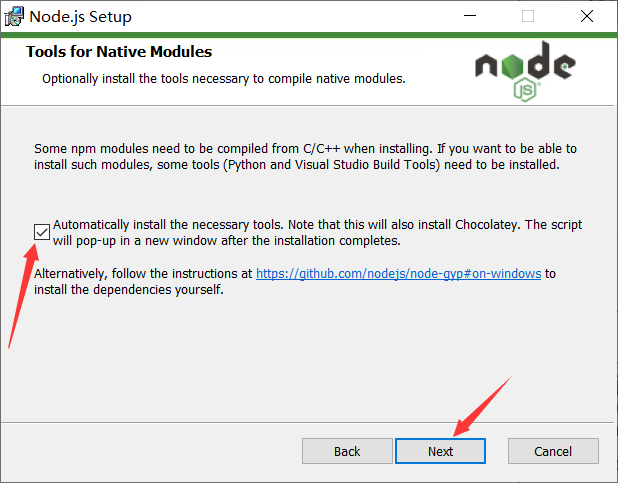 Node.js Setup
Tools for Native Modules
Optionally install the tools necessary to compile native modules.
node
JS
Some npm modules need to be compiled from C/C++ when installing. If you want to be able to
install such modules, some tools (Python and Visual Studio Build Tools) need to be installed.
Automatically install the necessary tools. Note that this will also install Chocolatey. The script
will pop-up in a new window after the installation completes.
Alternatively, follow the instructions at https://github.com/nodejs/node-gyp#on-windows to
install the dependencies yourself.
Back
Next
Cancel